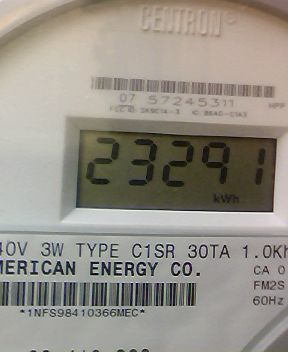 CENTRON
07 57245311
23291
kWh
40V 3W TYPE C1SR 30TA 1.0Kh
MERICAN ENERGY CO.
CA 0
FM2S
60Hz
*1NFS98410366MEC*